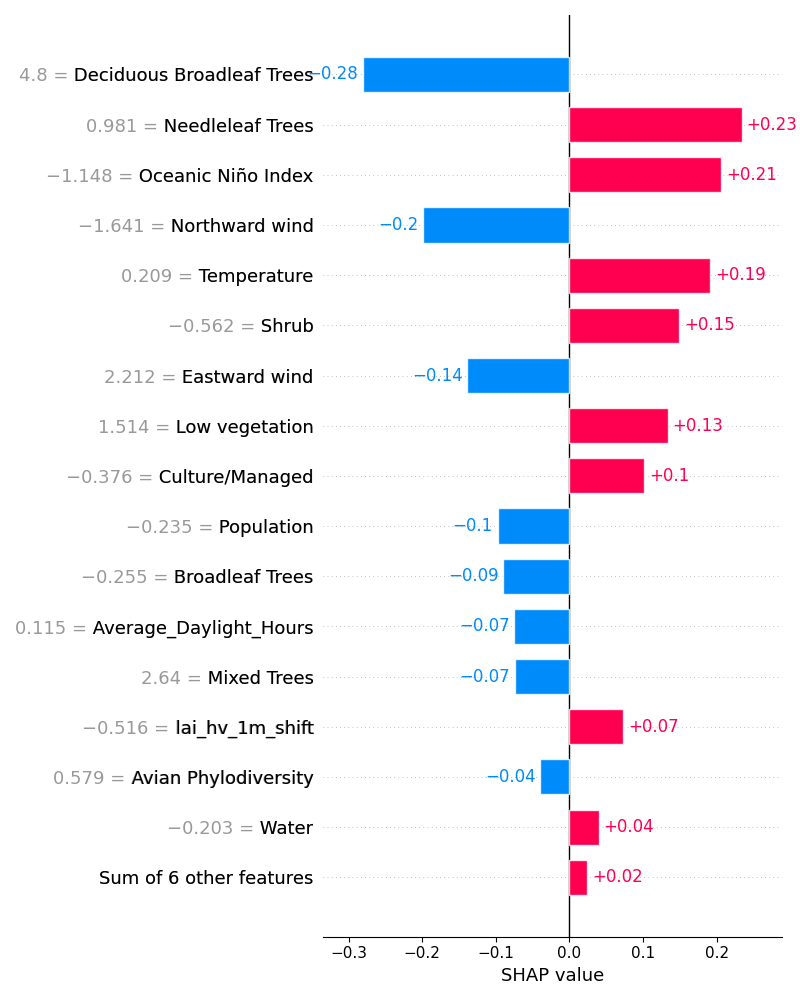 4.8 = Deciduous Broadleaf Trees −0.28
0.981 = Needleleaf Trees +0.23
−1.148 = Oceanic Niño Index +0.21
−1.641 = Northward wind −0.2
0.209 = Temperature +0.19
−0.562 = Shrub +0.15
2.212 = Eastward wind −0.14
1.514 = Low vegetation +0.13
−0.376 = Culture/Managed +0.1
−0.235 = Population −0.1
−0.255 = Broadleaf Trees −0.09
0.115 = Average_Daylight_Hours −0.07
2.64 = Mixed Trees −0.07
−0.516 = lai_hv_1m_shift +0.07
0.579 = Avian Phylodiversity −0.04
−0.203 = Water +0.04
Sum of 6 other features +0.02
−0.3 −0.2 −0.1 0.0 0.1 0.2
SHAP value